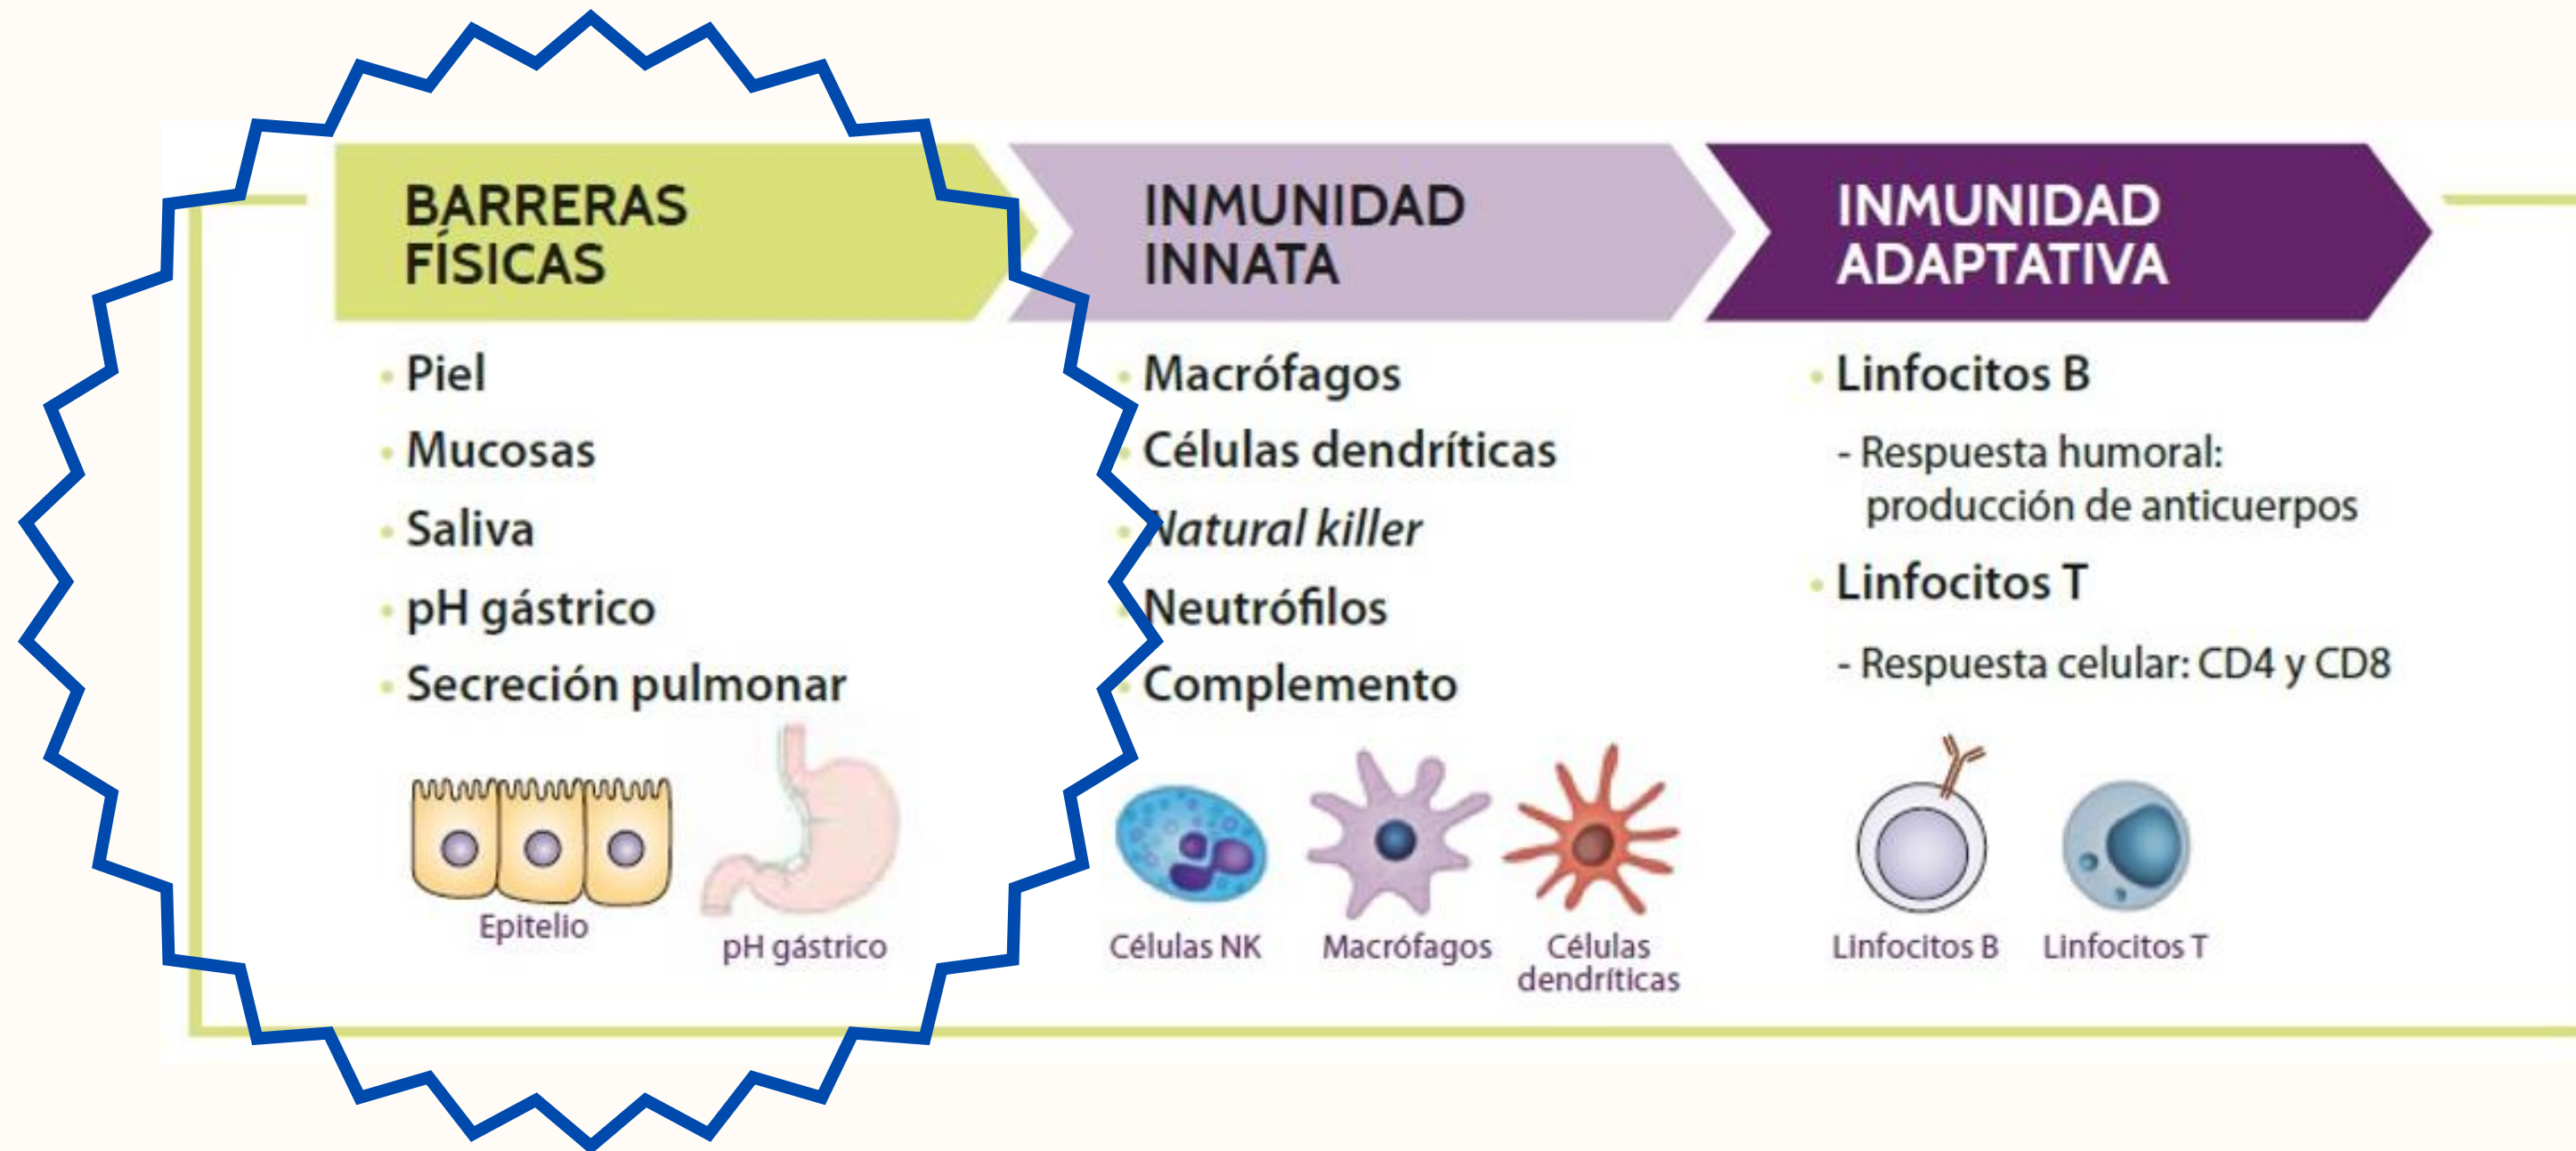 BARRERAS
FÍSICAS
• Piel
• Mucosas
• Saliva
• pH gástrico
• Secreción pulmonar
Epitelio
pH gástrico
INMUNIDAD
INNATA
• Macrófagos
• Células dendríticas
• Natural killer
• Neutrófilos
• Complemento
Células NK
Macrófagos
Células
dendríticas
INMUNIDAD
ADAPTATIVA
• Linfocitos B
- Respuesta humoral:
producción de anticuerpos
• Linfocitos T
- Respuesta celular: CD4 y CD8
Linfocitos B
Linfocitos T